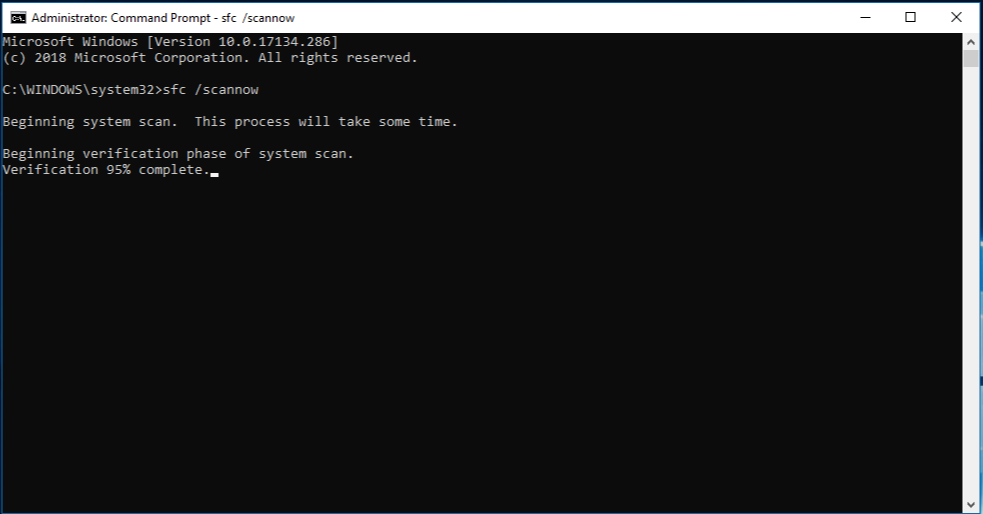 Administrator: Command Prompt - sfc  /scannow
Microsoft Windows [Version 10.0.17134.286]
(c) 2018 Microsoft Corporation. All rights reserved.
C:\WINDOWS\system32>sfc /scannow
Beginning system scan.  This process will take some time.
Beginning verification phase of system scan.
Verification 95% complete.